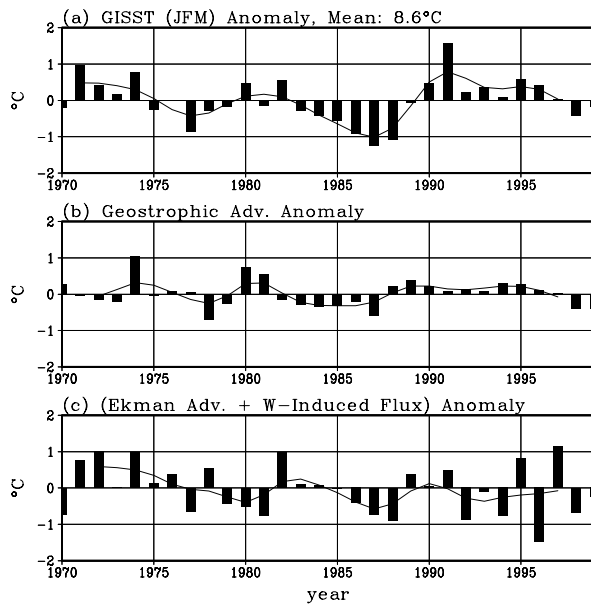 (a) GISST (JFM) Anomaly, Mean: 8.6°C
2
1
0
-1
-2
°C
1970 1975 1980 1985 1990 1995
(b) Geostrophic Adv. Anomaly
2
1
0
-1
-2
°C
1970 1975 1980 1985 1990 1995
(c) (Ekman Adv. + W-Induced Flux) Anomaly
2
1
0
-1
-2
°C
1970 1975 1980 1985 1990 1995
year